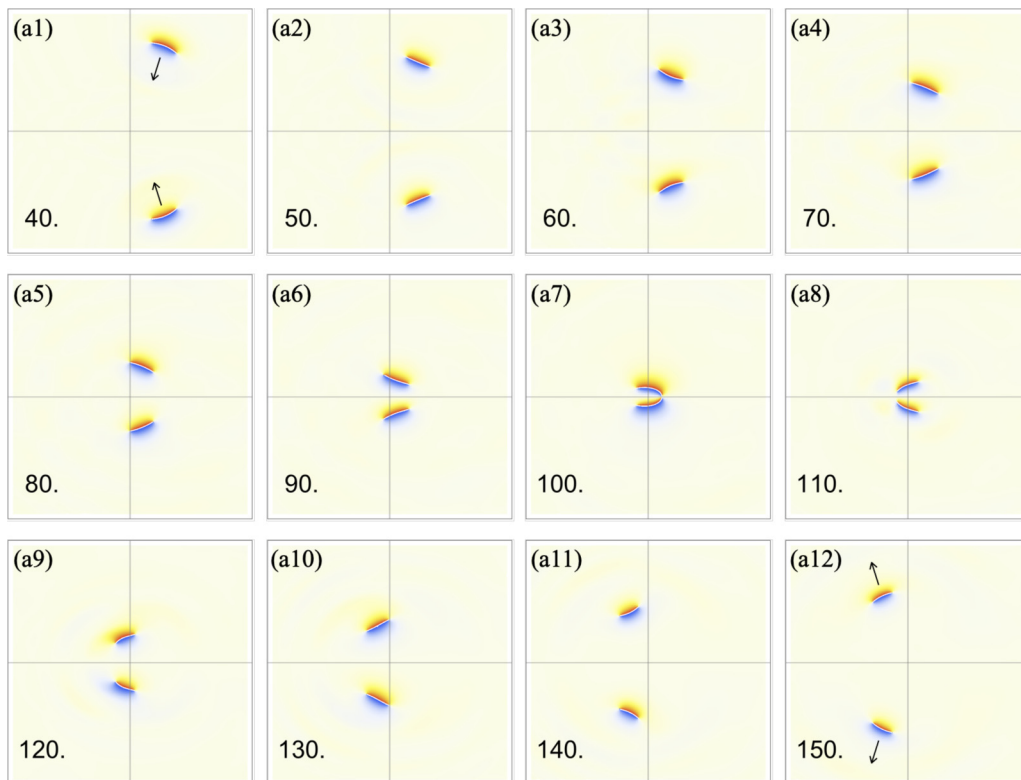 (a1)
40.
(a2)
50.
(a3)
60.
(a4)
70.
(a5)
80.
(a6)
90.
(a7)
100.
(a8)
110.
(a9)
120.
(a10)
130.
(a11)
140.
(a12)
150.